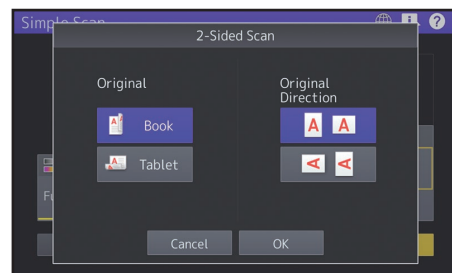 Simple Scan
2-Sided Scan
Original
Book
Tablet
Original
Direction
A A
A A
Cancel
OK